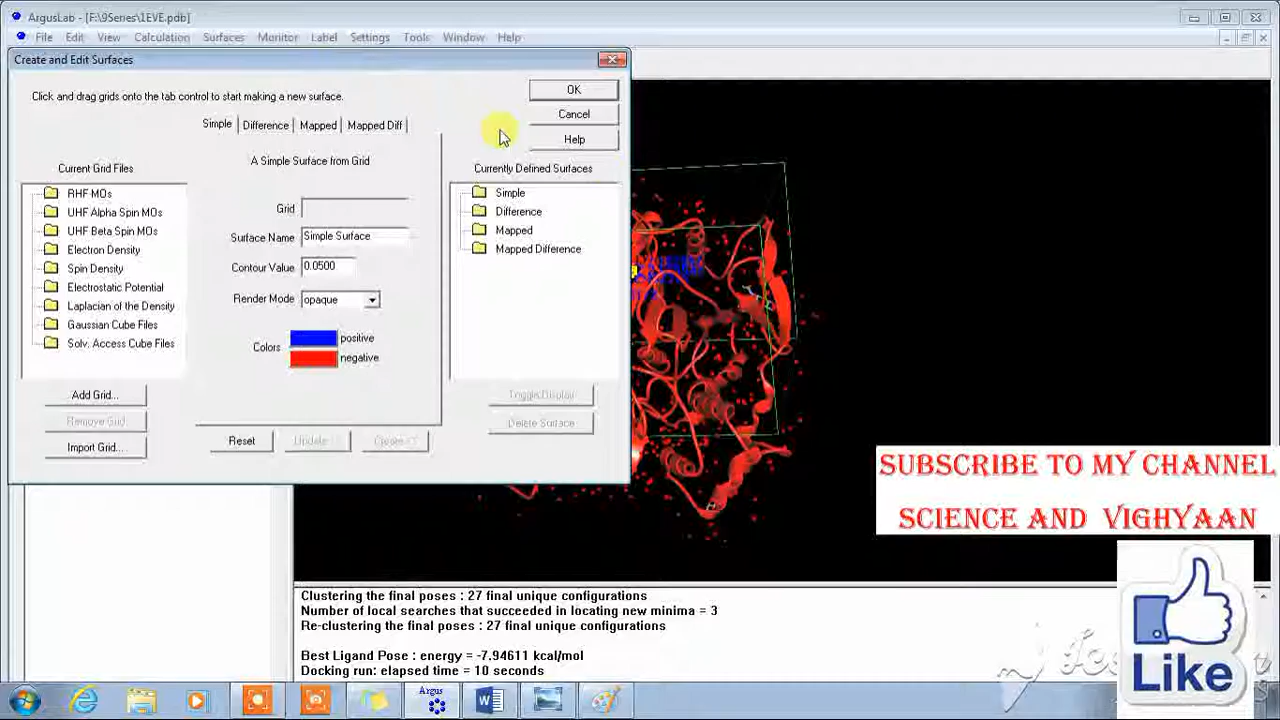 ArgusLab - [F:\9Series\1EVE.pdb]
File Edit View Calculation Surfaces Monitor Label Settings Tools Window Help
Create and Edit Surfaces
Click and drag grids onto the tab control to start making a new surface.
OK
Cancel
Help
Simple Difference Mapped Mapped Diff
Current Grid Files
RHF MOs
UHF Alpha Spin MOs
UHF Beta Spin MOs
Electron Density
Spin Density
Electrostatic Potential
Laplacian of the Density
Gaussian Cube Files
Solv. Access Cube Files
Add Grid...
Remove Grid
Import Grid...
A Simple Surface from Grid
Grid
Surface Name Simple Surface
Contour Value 0.0500
Render Mode opaque
Colors
positive
negative
Reset
Update
Create
Currently Defined Surfaces
Simple
Difference
Mapped
Mapped Difference
Toggle Display
Delete Surface
SUBSCRIBE TO MY CHANNEL
SCIENCE AND VIGHYAAN
Like
Clustering the final poses : 27 final unique configurations
Number of local searches that succeeded in locating new minima = 3
Re-clustering the final poses : 27 final unique configurations
Best Ligand Pose : energy = -7.94611 kcal/mol
Docking run: elapsed time = 10 seconds
Argus